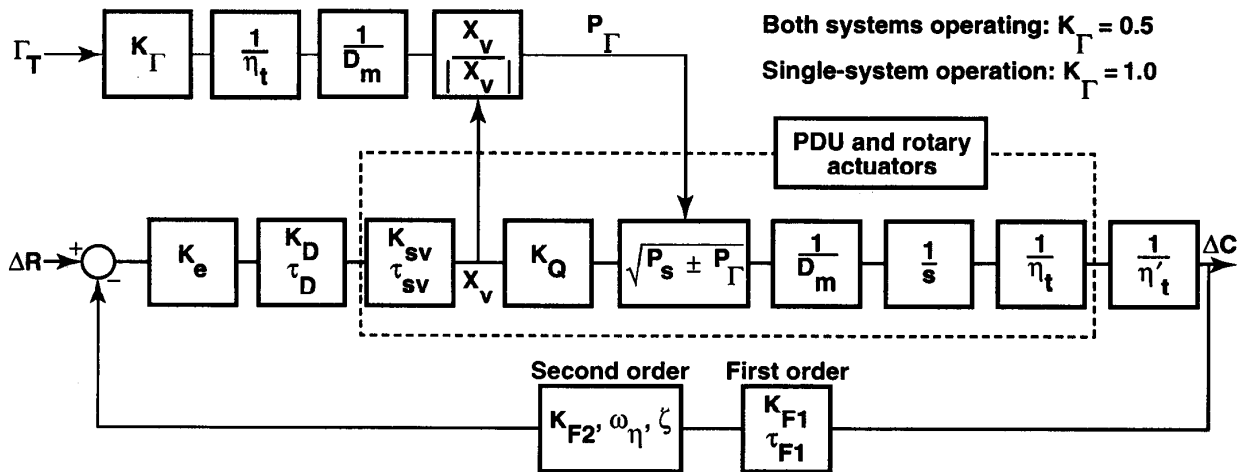 Γ_T
K_Γ
1/η_t
1/D_m
X_v/|X_v|
P_Γ
Both systems operating: K_Γ = 0.5
Single-system operation: K_Γ = 1.0
PDU and rotary
actuators
ΔR
+
−
K_e
K_D
τ_D
K_sv
τ_sv
X_v
K_Q
√P_s ± P_Γ
1/D_m
1/s
1/η_t
1/η'_t
ΔC
Second order
K_F2, ω_η, ζ
First order
K_F1
τ_F1